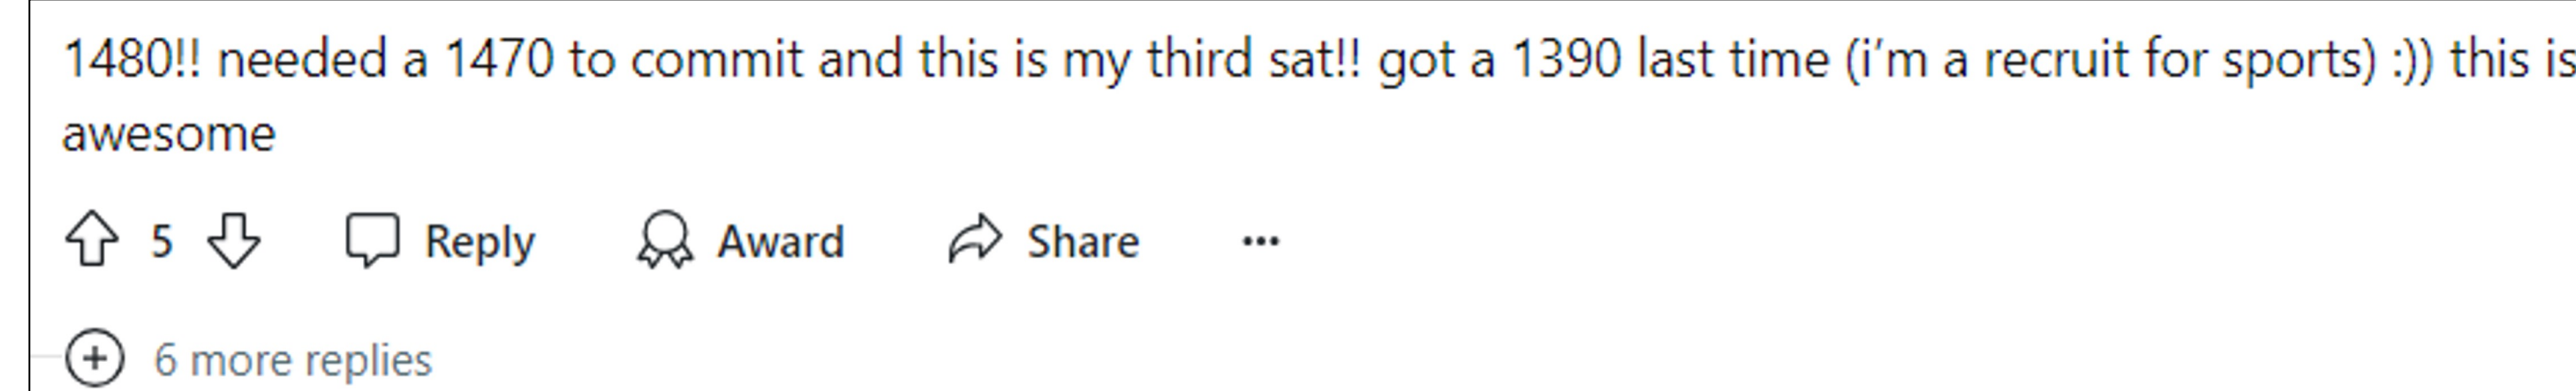 1480!! needed a 1470 to commit and this is my third sat!! got a 1390 last time (i'm a recruit for sports) :)) this is
awesome
5 Reply Award Share ...
6 more replies